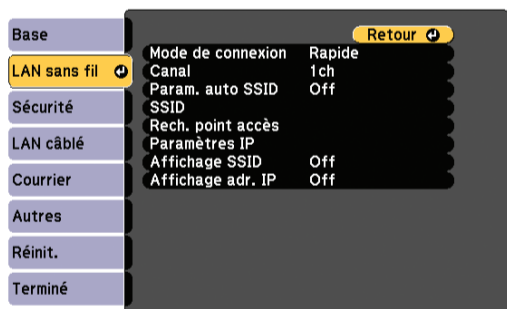 Base
LAN sans fil
Sécurité
LAN câblé
Courrier
Autres
Réinit.
Terminé
Retour
Mode de connexion Rapide
Canal 1ch
Param. auto SSID Off
SSID
Rech. point accès
Paramètres IP
Affichage SSID Off
Affichage adr. IP Off